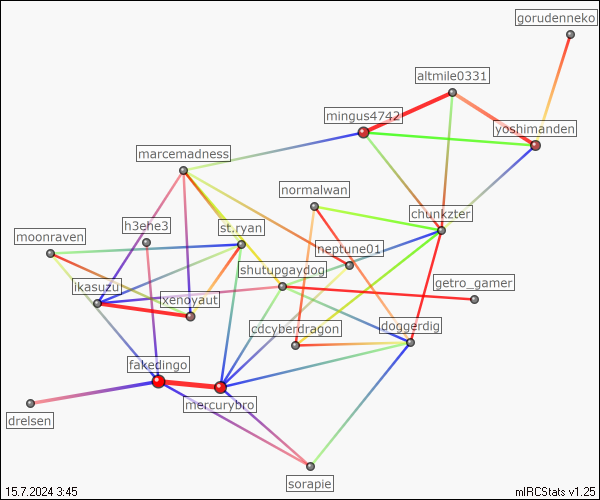 gorudenneko
altmile0331
mingus4742
yoshimanden
marcemadness
normalwan
chunkzter
h3ehe3
st.ryan
moonraven
neptune01
shutupgaydog
ikasuzu
getro_gamer
xenoyaut
cdcyberdragon
doggerdig
fakedingo
mercurybro
drelsen
sorapie
15.7.2024 3:45
mIRCStats v1.25